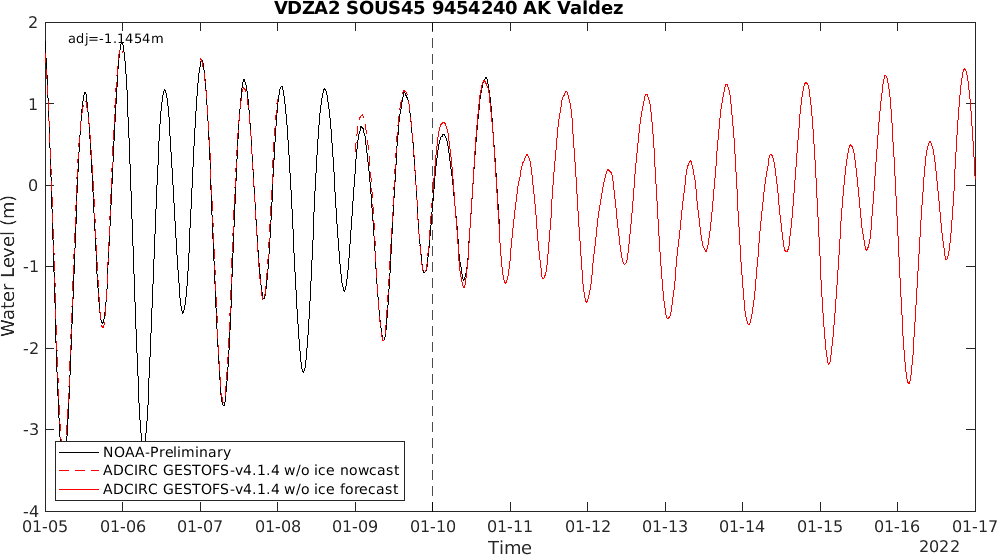 VDZA2 SOUS45 9454240 AK Valdez
adj=-1.1454m
2
1
0
-1
-2
-3
-4
Water Level (m)
NOAA-Preliminary
ADCIRC GESTOFS-v4.1.4 w/o ice nowcast
ADCIRC GESTOFS-v4.1.4 w/o ice forecast
01-05 01-06 01-07 01-08 01-09 01-10 01-11 01-12 01-13 01-14 01-15 01-16 01-17
Time
2022